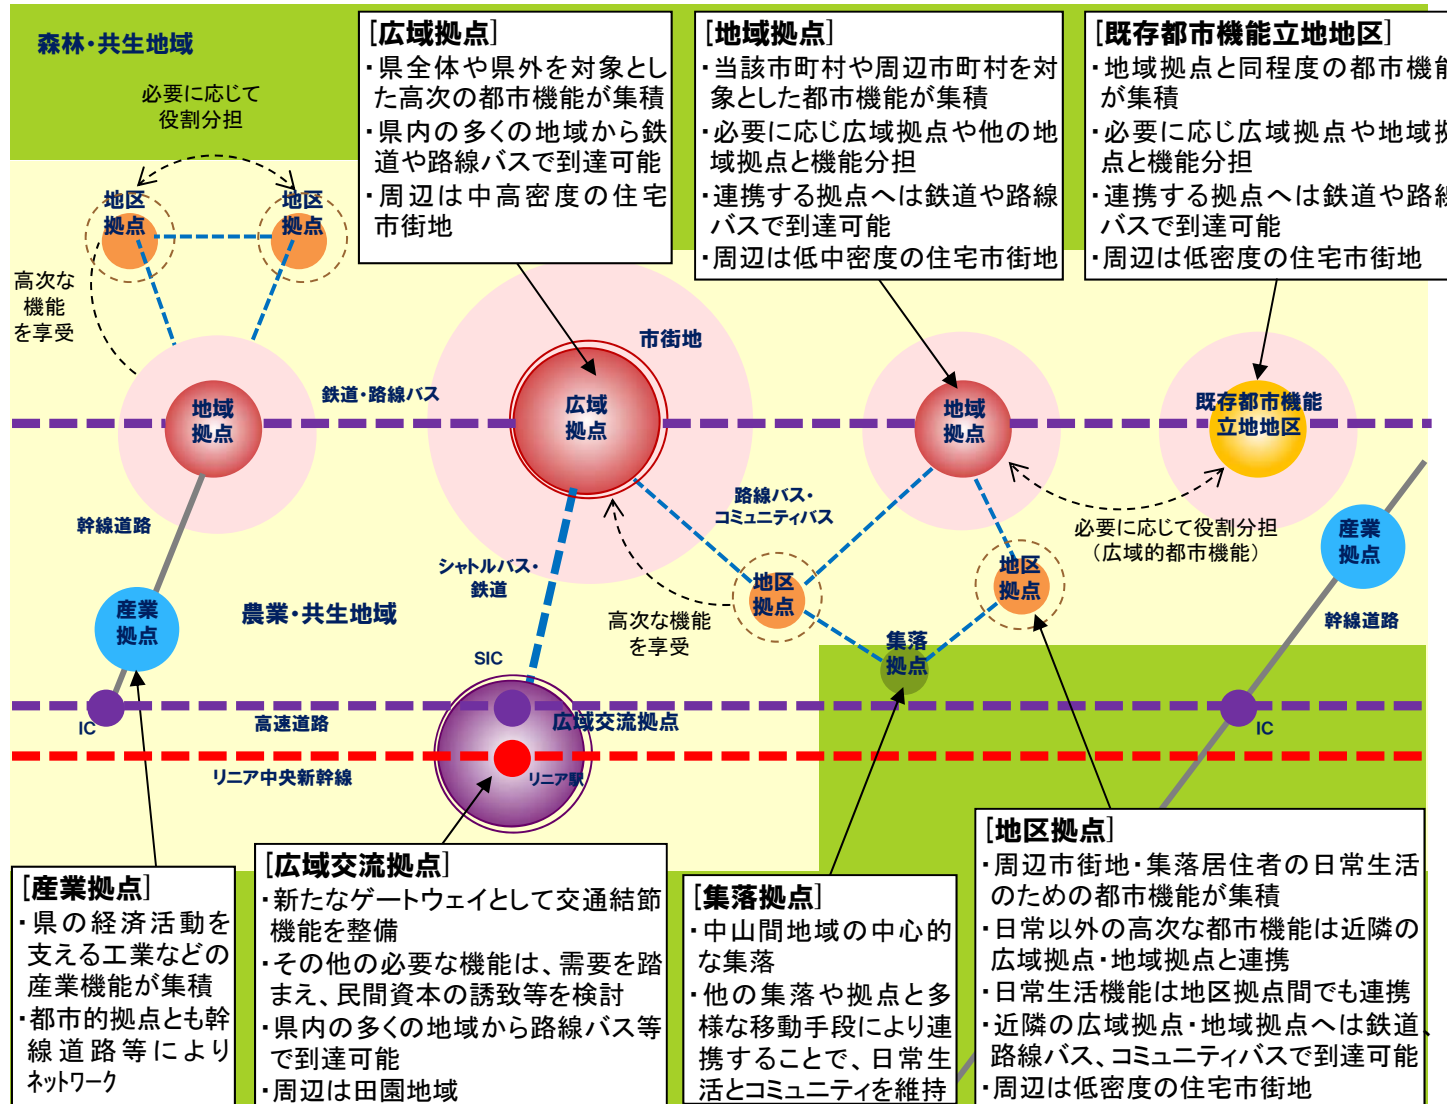 森林・共生地域
必要に応じて
役割分担
[広域拠点]
・県全体や県外を対象とし
た高次の都市機能が集積
・県内の多くの地域から鉄
道や路線バスで到達可能
・周辺は中高密度の住宅
市街地
[地域拠点]
・当該市町村や周辺市町村を対
象とした都市機能が集積
・必要に応じ広域拠点や他の地
域拠点と機能分担
・連携する拠点へは鉄道や路線
バスで到達可能
・周辺は低中密度の住宅市街地
[既存都市機能立地地区]
・地域拠点と同程度の都市機能
が集積
・必要に応じ広域拠点や地域拠
点と機能分担
・連携する拠点へは鉄道や路線
バスで到達可能
・周辺は低密度の住宅市街地
地区
拠点
地区
拠点
高次な
機能
を享受
市街地
鉄道・路線バス
地域
拠点
広域
拠点
地域
拠点
既存都市機能
立地地区
幹線道路
路線バス・
コミュニティバス
必要に応じて役割分担
（広域的都市機能）
産業
拠点
シャトルバス・
鉄道
地区
拠点
地区
拠点
産業
拠点
農業・共生地域
高次な機能
を享受
集落
拠点
幹線道路
SIC
IC
高速道路
広域交流拠点
IC
リニア中央新幹線
リニア駅
[産業拠点]
・県の経済活動を
支える工業などの
産業機能が集積
・都市的拠点とも幹
線道路等により
ネットワーク
[広域交流拠点]
・新たなゲートウェイとして交通結節
機能を整備
・その他の必要な機能は、需要を踏
まえ、民間資本の誘致等を検討
・県内の多くの地域から路線バス等
で到達可能
・周辺は田園地域
[集落拠点]
・中山間地域の中心的
な集落
・他の集落や拠点と多
様な移動手段により連
携することで、日常生
活とコミュニティを維持
[地区拠点]
・周辺市街地・集落居住者の日常生活
のための都市機能が集積
・日常以外の高次な都市機能は近隣の
広域拠点・地域拠点と連携
・日常生活機能は地区拠点間でも連携
・近隣の広域拠点・地域拠点へは鉄道、
路線バス、コミュニティバスで到達可能
・周辺は低密度の住宅市街地